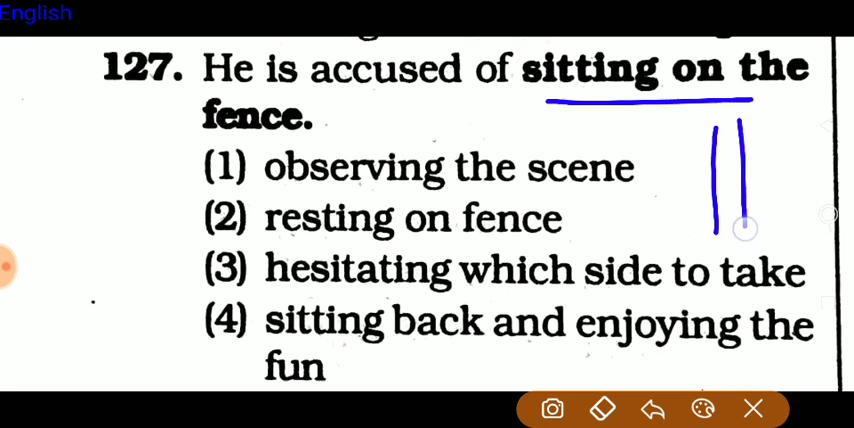 English
127. He is accused of sitting on the
fence.
(1) observing the scene
(2) resting on fence
(3) hesitating which side to take
(4) sitting back and enjoying the
fun